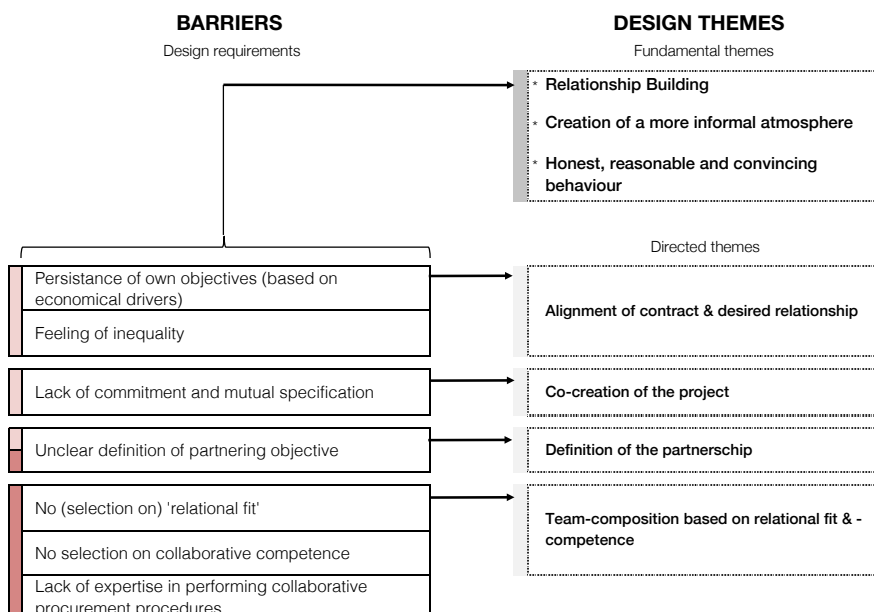 BARRIERS
Design requirements
DESIGN THEMES
Fundamental themes
* Relationship Building
* Creation of a more informal atmosphere
* Honest, reasonable and convincing
behaviour
Directed themes
Persistance of own objectives (based on
economical drivers)
Feeling of inequality
Alignment of contract & desired relationship
Lack of commitment and mutual specification
Co-creation of the project
Unclear definition of partnering objective
Definition of the partnerschip
No (selection on) 'relational fit'
No selection on collaborative competence
Lack of expertise in performing collaborative
procurement procedures
Team-composition based on relational fit & -
competence